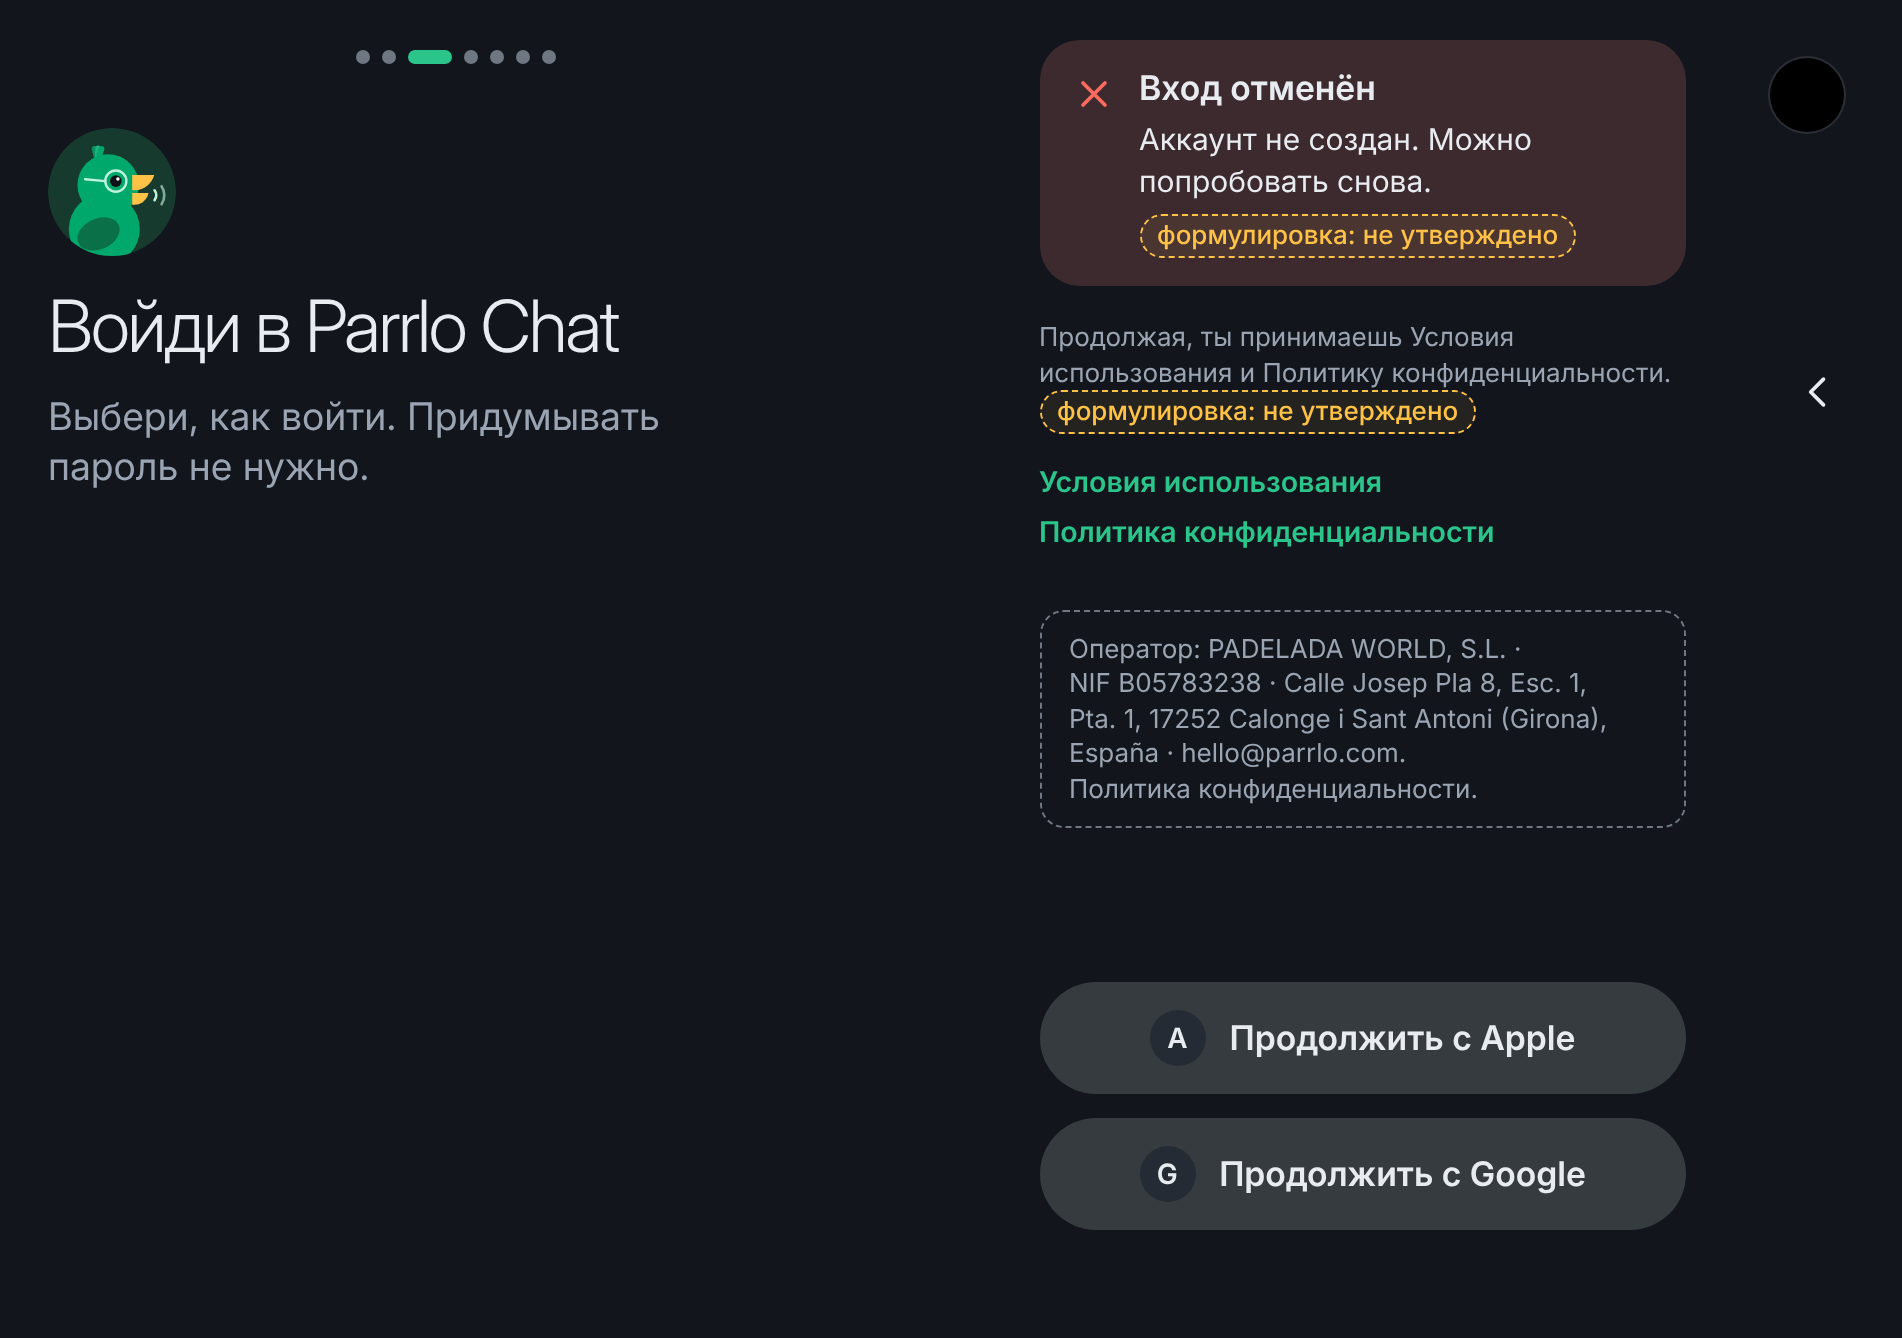 Войди в Parrlo Chat
Выбери, как войти. Придумывать
пароль не нужно.
Вход отменён
Аккаунт не создан. Можно
попробовать снова.
формулировка: не утверждено
Продолжая, ты принимаешь Условия
использования и Политику конфиденциальности.
формулировка: не утверждено
Условия использования
Политика конфиденциальности
Оператор: PADELADA WORLD, S.L. ·
NIF B05783238 · Calle Josep Pla 8, Esc. 1,
Pta. 1, 17252 Calonge i Sant Antoni (Girona),
España · hello@parrlo.com.
Политика конфиденциальности.
A Продолжить с Apple
G Продолжить с Google